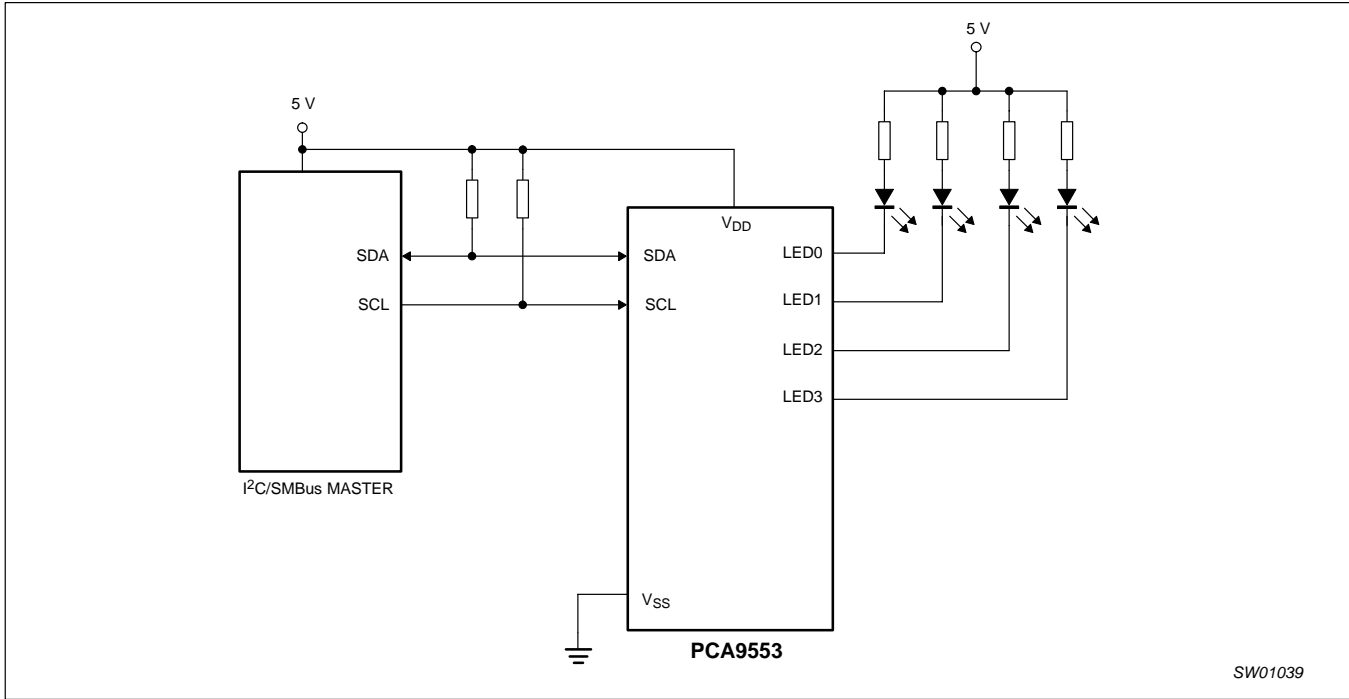 5 V
5 V
VDD
SDA
SCL
SDA
SCL
LED0
LED1
LED2
LED3
I2C/SMBus MASTER
VSS
PCA9553
SW01039